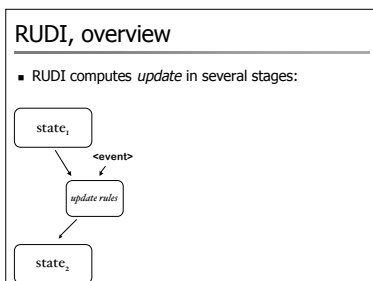 RUDI, overview
▪ RUDI computes update in several stages:
state₁
<event>
update rules
state₂